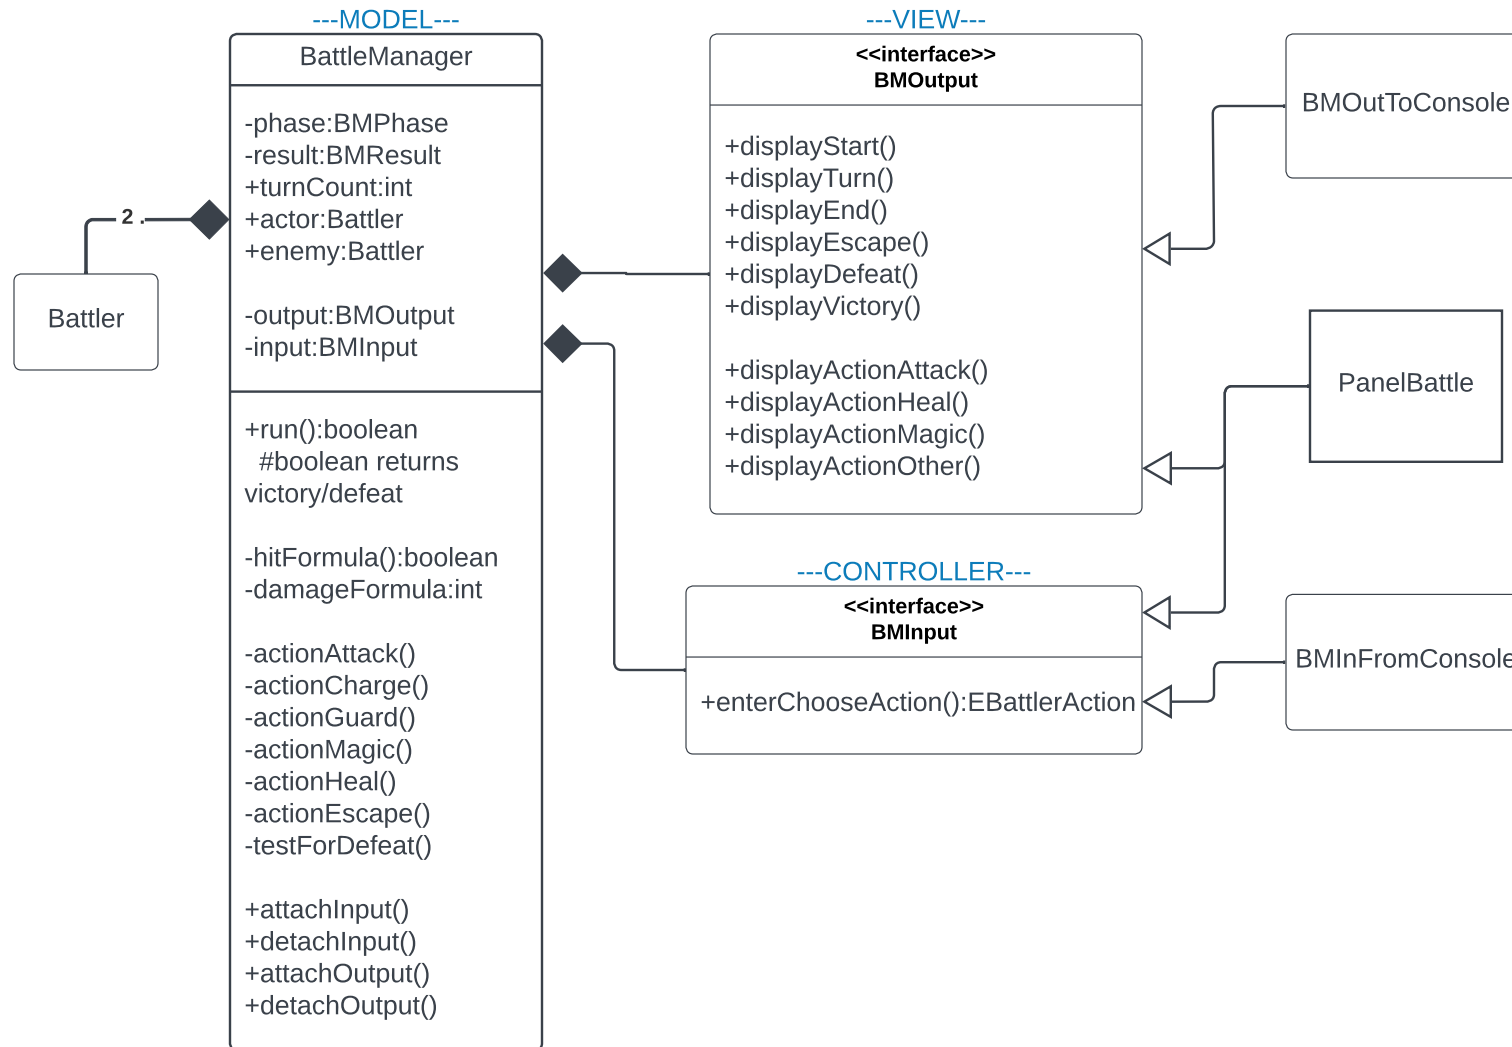 ---MODEL---
BattleManager
-phase:BMPhase
-result:BMResult
+turnCount:int
+actor:Battler
+enemy:Battler
-output:BMOutput
-input:BMInput
+run():boolean
#boolean returns
victory/defeat
-hitFormula():boolean
-damageFormula:int
-actionAttack()
-actionCharge()
-actionGuard()
-actionMagic()
-actionHeal()
-actionEscape()
-testForDefeat()
+attachInput()
+detachInput()
+attachOutput()
+detachOutput()
2 .
Battler
---VIEW---
<<interface>>
BMOutput
+displayStart()
+displayTurn()
+displayEnd()
+displayEscape()
+displayDefeat()
+displayVictory()
+displayActionAttack()
+displayActionHeal()
+displayActionMagic()
+displayActionOther()
---CONTROLLER---
<<interface>>
BMInput
+enterChooseAction():EBattlerAction
BMOutToConsole
PanelBattle
BMInFromConsole